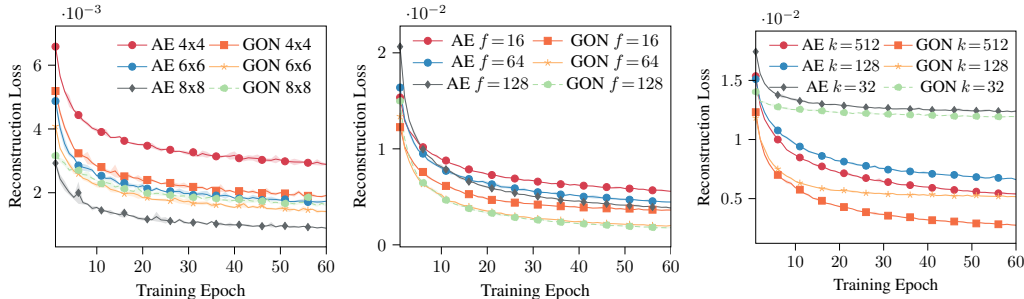 ·10⁻³
Reconstruction Loss
6
4
2
AE 4x4 GON 4x4
AE 6x6 GON 6x6
AE 8x8 GON 8x8
10 20 30 40 50 60
Training Epoch
·10⁻²
Reconstruction Loss
2
1
0
AE f=16 GON f=16
AE f=64 GON f=64
AE f=128 GON f=128
10 20 30 40 50 60
Training Epoch
·10⁻²
Reconstruction Loss
1.5
1
0.5
AE k=512 GON k=512
AE k=128 GON k=128
AE k=32 GON k=32
10 20 30 40 50 60
Training Epoch